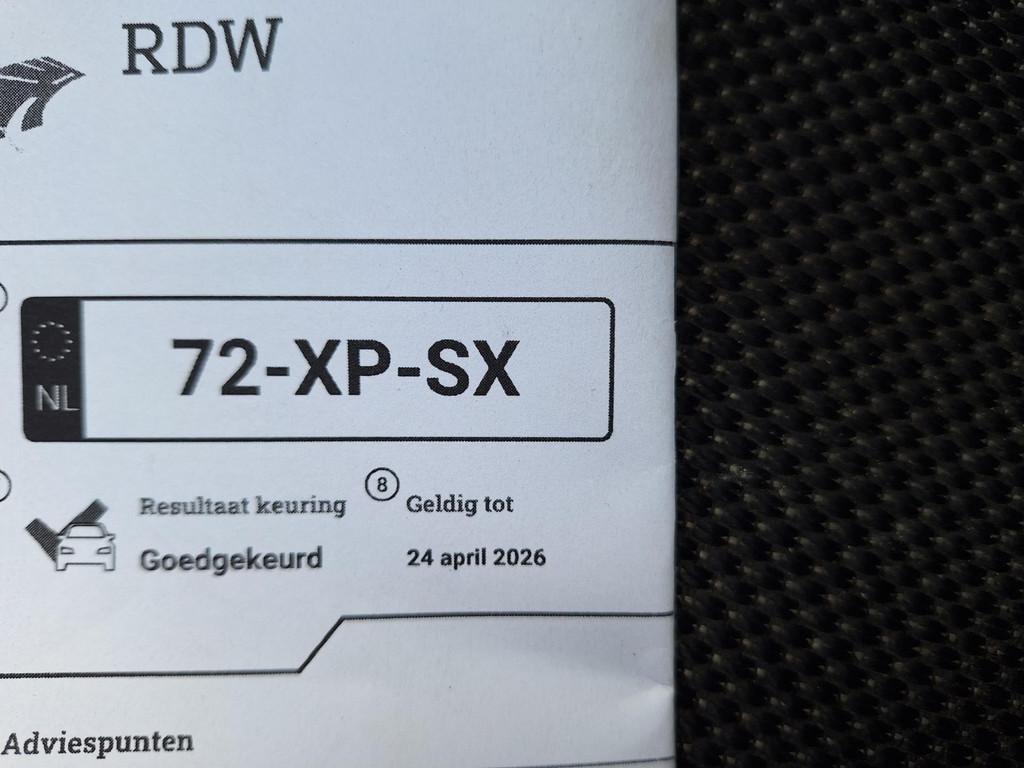 RDW
NL
72-XP-SX
8
Resultaat keuring
Geldig tot
Goedgekeurd
24 april 2026
Adviespunten